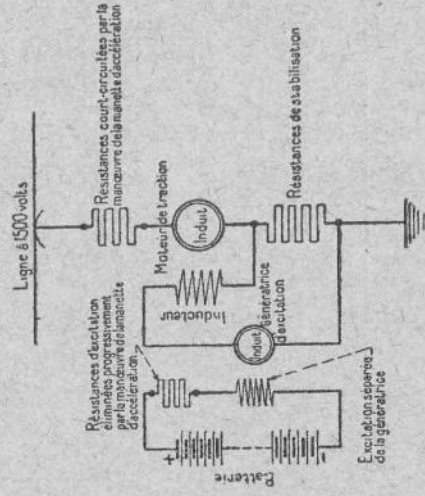 Ligne à 1500 volts
Résistances court-circuitées par la
manœuvre de la manette d'accélération
Moteur de traction
Induit
Résistances de stabilisation
Inducteur
Induit
Génératrice
d'excitation
Résistances d'excitation
éliminées progressivement
par la manœuvre de la manette
d'accélération
Excitation séparée
de la génératrice
+
Batterie
-